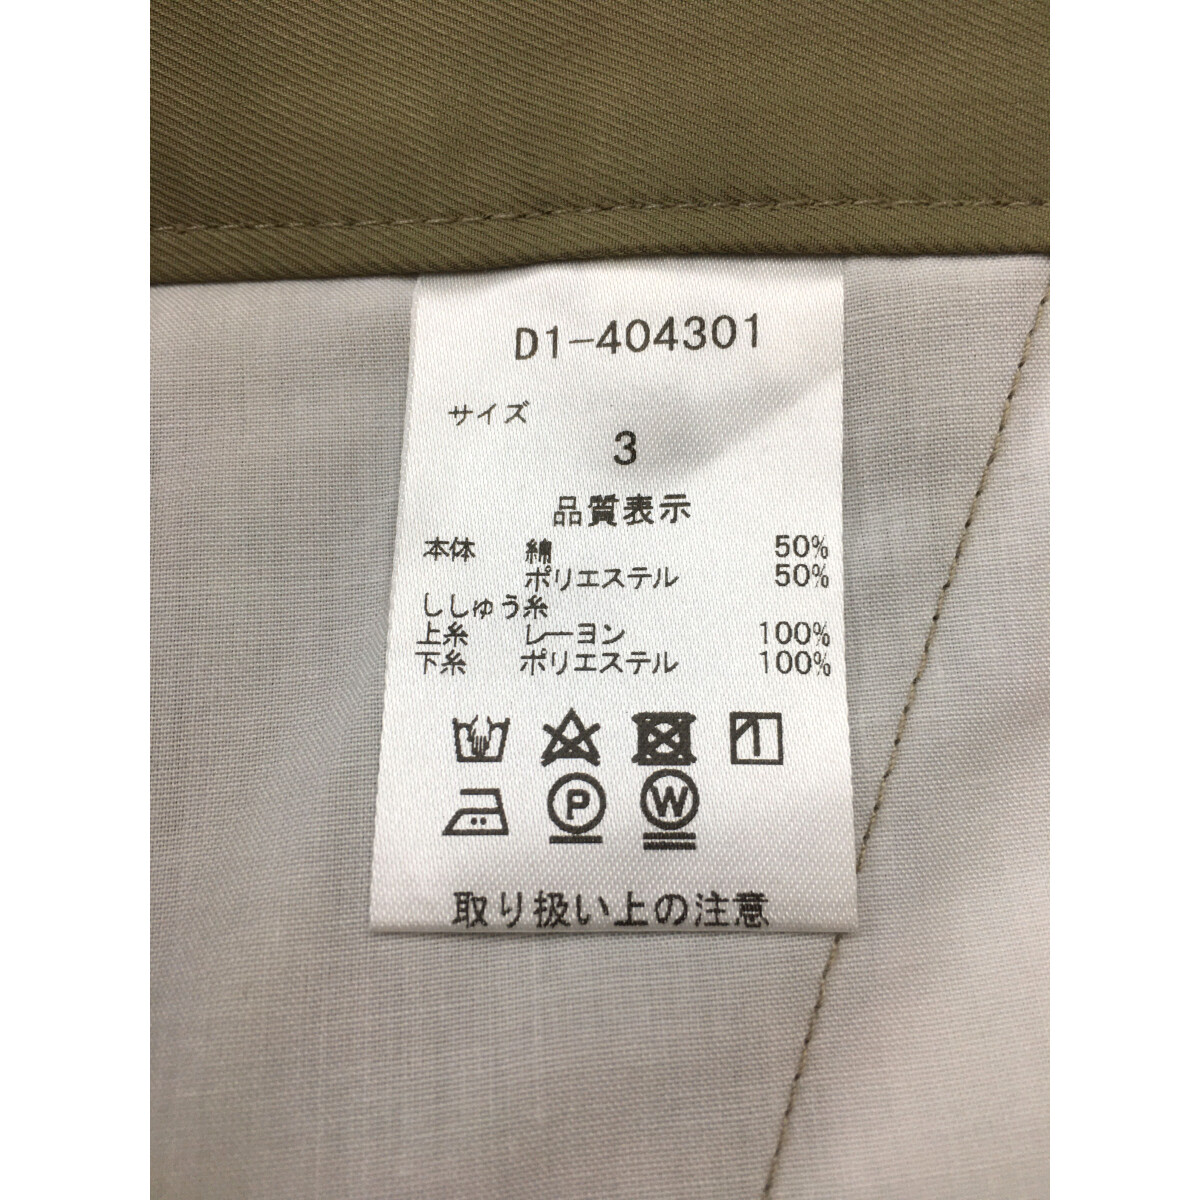 D1-404301
サイズ
3
品質表示
本体 綿 50%
ポリエステル 50%
ししゅう糸
上糸 レーヨン 100%
下糸 ポリエステル 100%
P W
取り扱い上の注意